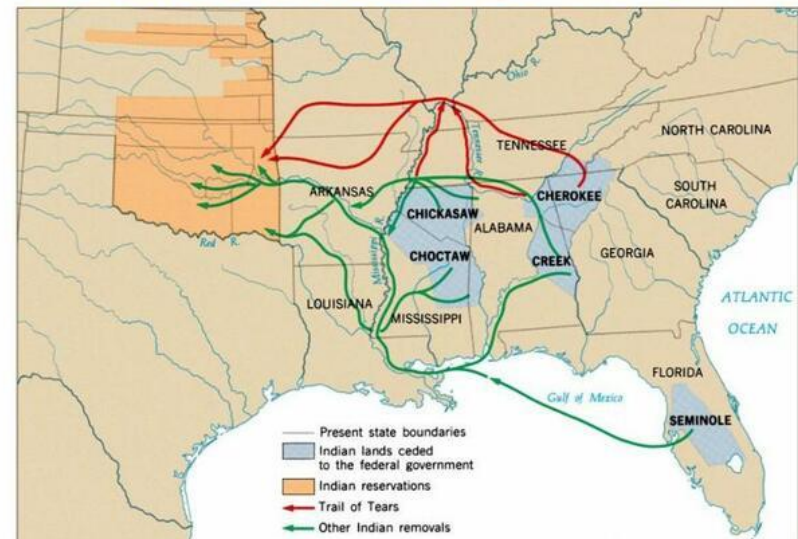 Ohio R.
NORTH CAROLINA
TENNESSEE
Tennessee R.
ARKANSAS
CHEROKEE
SOUTH
CAROLINA
CHICKASAW
ALABAMA
Mississippi R.
GEORGIA
Red R.
CHOCTAW
CREEK
LOUISIANA
MISSISSIPPI
ATLANTIC
OCEAN
FLORIDA
Gulf of Mexico
SEMINOLE
Present state boundaries
Indian lands ceded
to the federal government
Indian reservations
Trail of Tears
Other Indian removals